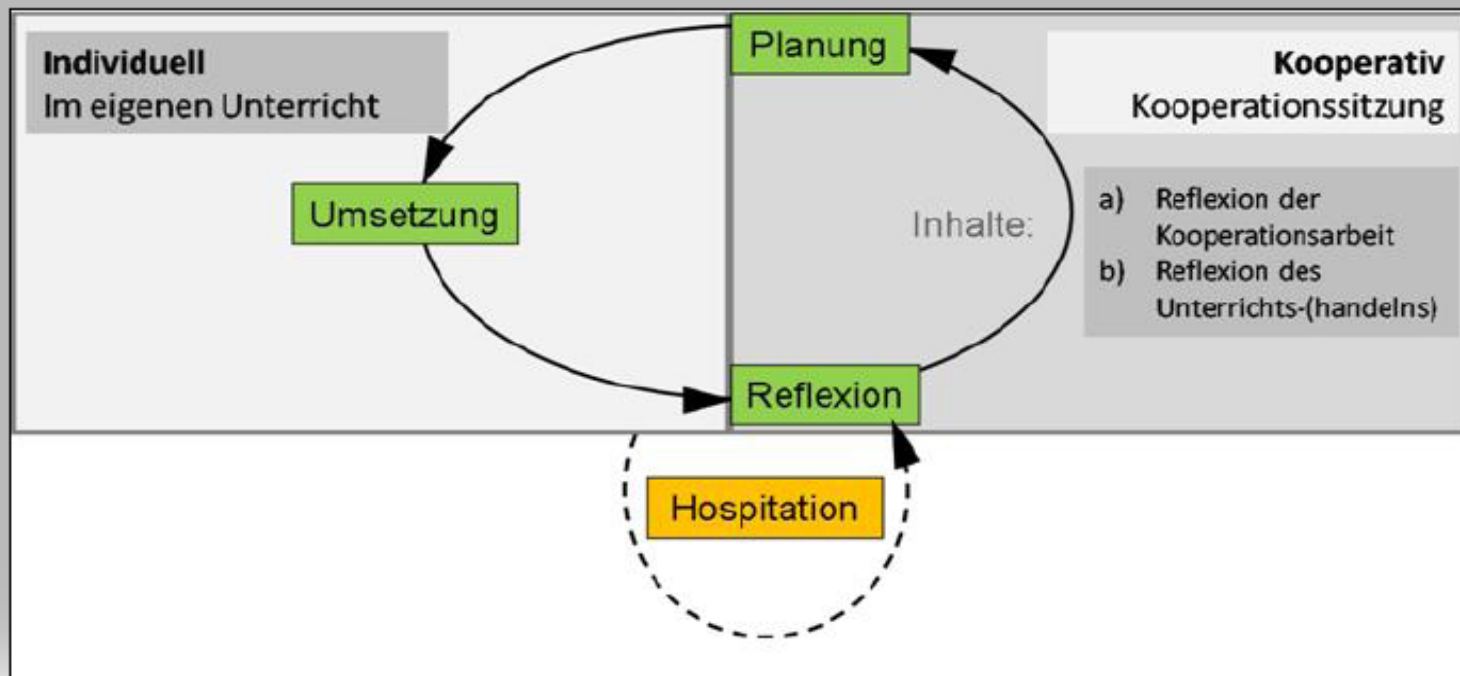 Individuell
Im eigenen Unterricht
Planung
Kooperativ
Kooperationssitzung
Umsetzung
Inhalte:
a) Reflexion der
Kooperationsarbeit
b) Reflexion des
Unterrichts-(handelns)
Reflexion
Hospitation